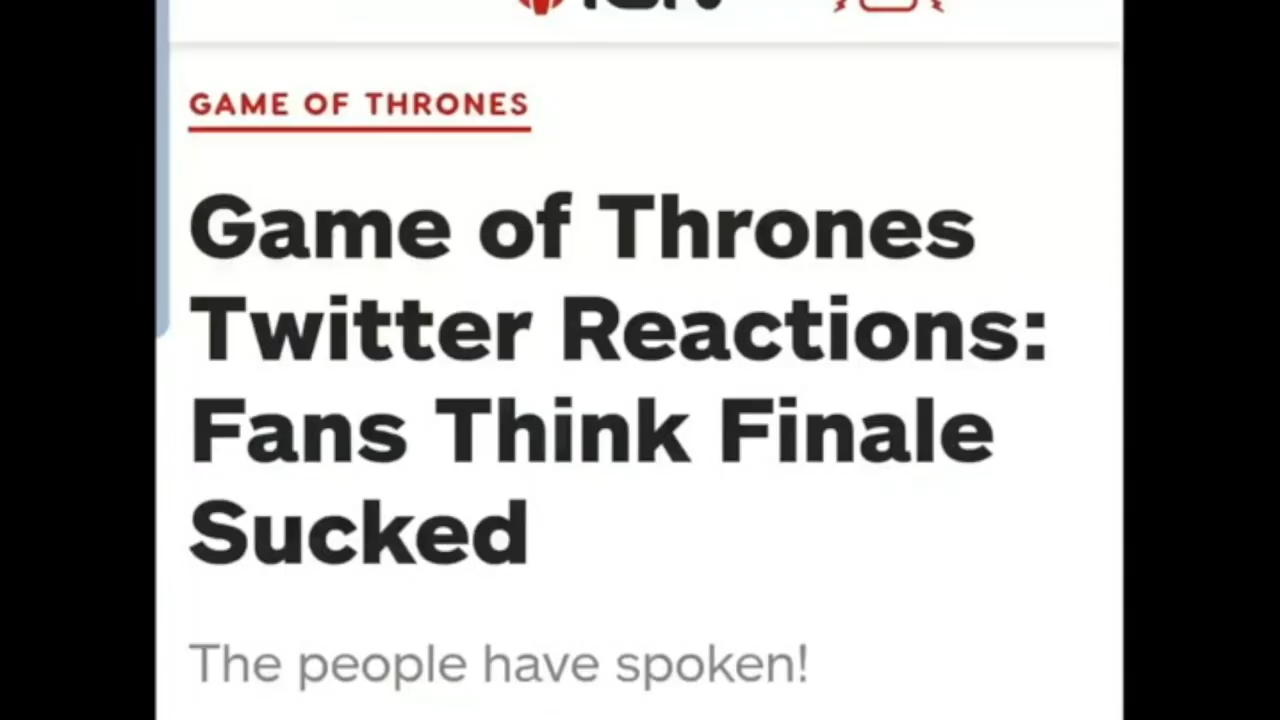 GAME OF THRONES
Game of Thrones
Twitter Reactions:
Fans Think Finale
Sucked
The people have spoken!